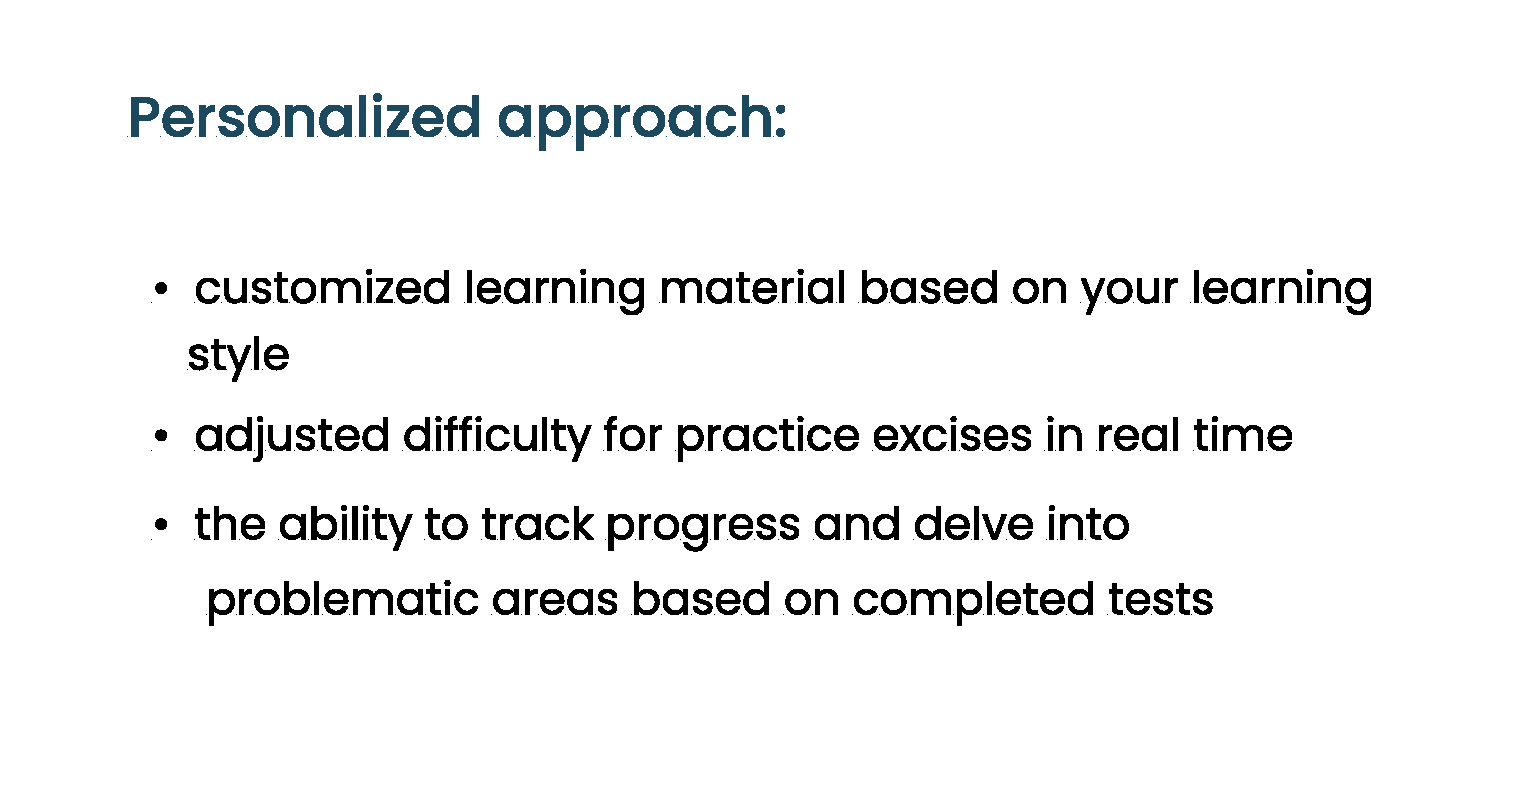 Personalized approach:
• customized learning material based on your learning
style
• adjusted difficulty for practice excises in real time
• the ability to track progress and delve into
problematic areas based on completed tests